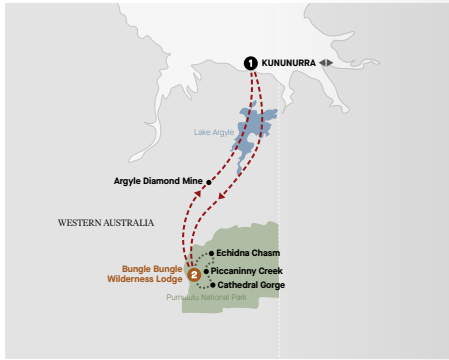 1 KUNUNURRA
Lake Argyle
Argyle Diamond Mine
WESTERN AUSTRALIA
Echidna Chasm
Bungle Bungle
Wilderness Lodge
2
Piccaninny Creek
Cathedral Gorge
Purnululu National Park